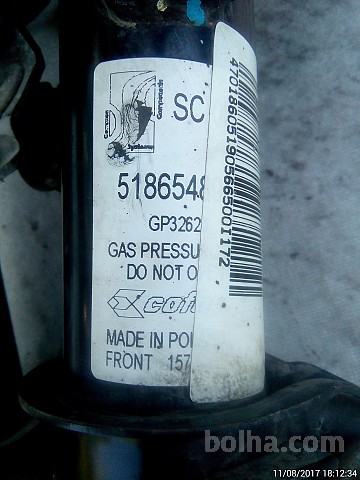 SC
5186548
GP3262
GAS PRESSU
DO NOT O
cof
MADE IN PO
FRONT 157
4701860519056650011172
bolha.com
11/08/2017 18:12:34